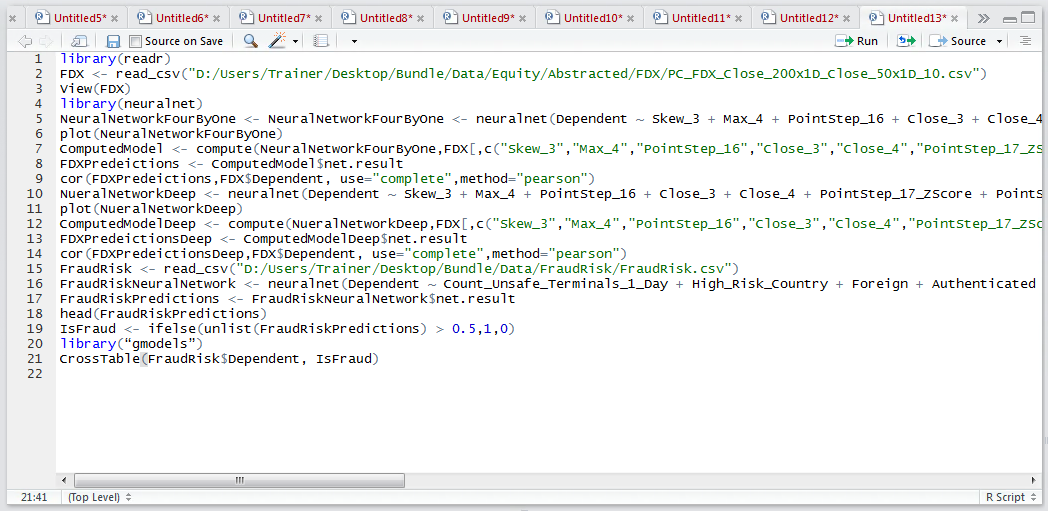 Untitled5* Untitled6* Untitled7* Untitled8* Untitled9* Untitled10* Untitled11* Untitled12* Untitled13*
Source on Save Run Source
1 library(readr)
2 FDX <- read_csv("D:/Users/Trainer/Desktop/Bundle/Data/Equity/Abstracted/FDX/PC_FDX_Close_200x1D_Close_50x1D_10.csv")
3 View(FDX)
4 library(neuralnet)
5 NeuralNetworkFourByOne <- NeuralNetworkFourByOne <- neuralnet(Dependent ~ Skew_3 + Max_4 + PointStep_16 + Close_3 + Close_4
6 plot(NeuralNetworkFourByOne)
7 ComputedModel <- compute(NeuralNetworkFourByOne,FDX[,c("Skew_3","Max_4","PointStep_16","Close_3","Close_4","PointStep_17_ZS
8 FDXPredeictions <- ComputedModel$net.result
9 cor(FDXPredeictions,FDX$Dependent, use="complete",method="pearson")
10 NueralNetworkDeep <- neuralnet(Dependent ~ Skew_3 + Max_4 + PointStep_16 + Close_3 + Close_4 + PointStep_17_ZScore + PointS
11 plot(NueralNetworkDeep)
12 ComputedModelDeep <- compute(NueralNetworkDeep,FDX[,c("Skew_3","Max_4","PointStep_16","Close_3","Close_4","PointStep_17_ZSc
13 FDXPredeictionsDeep <- ComputedModelDeep$net.result
14 cor(FDXPredeictionsDeep,FDX$Dependent, use="complete",method="pearson")
15 FraudRisk <- read_csv("D:/Users/Trainer/Desktop/Bundle/Data/FraudRisk/FraudRisk.csv")
16 FraudRiskNeuralNetwork <- neuralnet(Dependent ~ Count_Unsafe_Terminals_1_Day + High_Risk_Country + Foreign + Authenticated
17 FraudRiskPredictions <- FraudRiskNeuralNetwork$net.result
18 head(FraudRiskPredictions)
19 IsFraud <- ifelse(unlist(FraudRiskPredictions) > 0.5,1,0)
20 library(“gmodels”)
21 CrossTable(FraudRisk$Dependent, IsFraud)
22
21:41 (Top Level) R Script